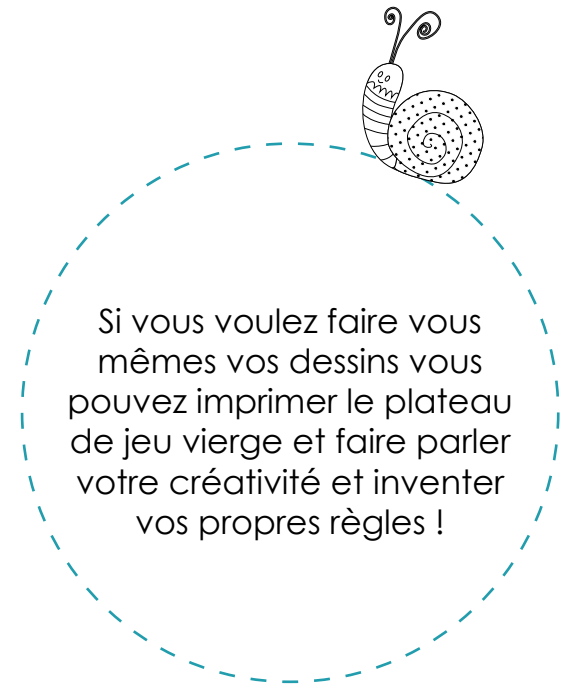 Si vous voulez faire vous
mêmes vos dessins vous
pouvez imprimer le plateau
de jeu vierge et faire parler
votre créativité et inventer
vos propres règles !